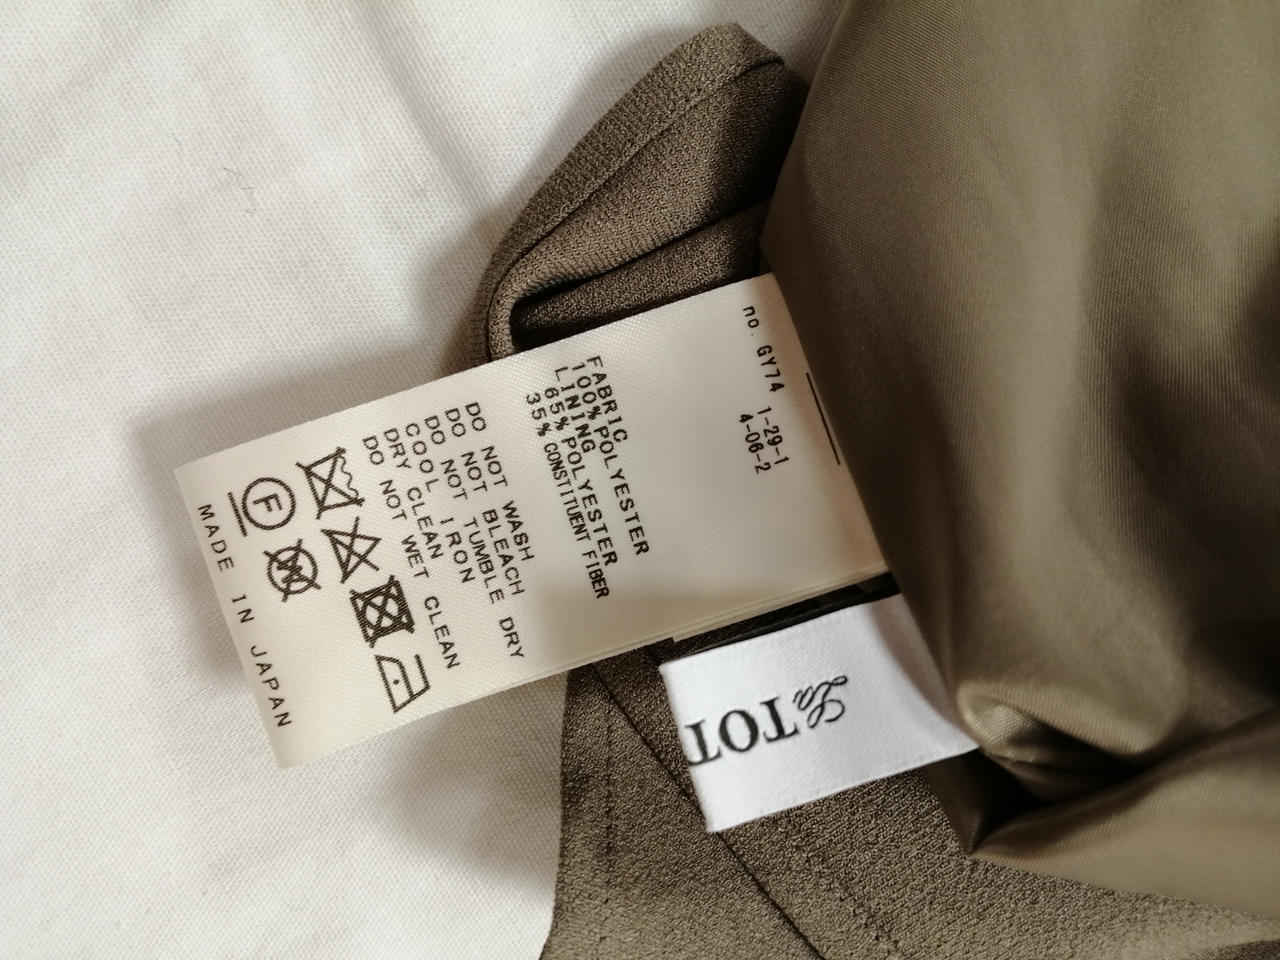 no. GY74 1-29-1
4-06-2
FABRIC
100% POLYESTER
LINING
65% POLYESTER
35% CONSTITUENT FIBER
DO NOT WASH
DO NOT BLEACH
DO NOT TUMBLE DRY
COOL IRON
DRY CLEAN
DO NOT WET CLEAN
F
W
MADE IN JAPAN
La TOT